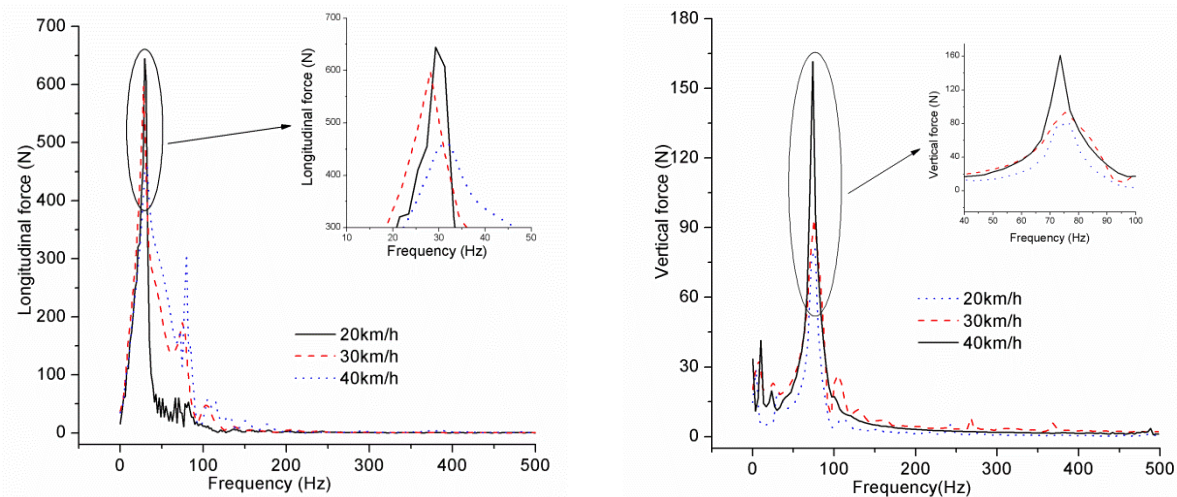 700
600
500
400
300
200
100
0
Longitudinal force (N)
0 100 200 300 400 500
Frequency (Hz)
20km/h
30km/h
40km/h
700
600
500
400
300
Longitudinal force (N)
10 20 30 40 50
Frequency (Hz)
180
150
120
90
60
30
0
Vertical force (N)
0 100 200 300 400 500
Frequency(Hz)
20km/h
30km/h
40km/h
160
120
80
40
0
Vertical force (N)
40 50 60 70 80 90 100
Frequency (Hz)